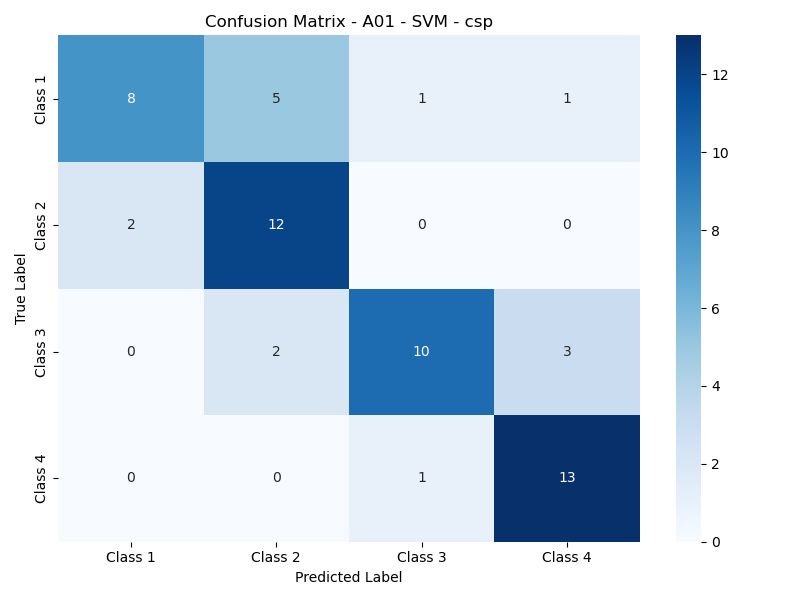 Confusion Matrix - A01 - SVM - csp
True Label
Class 1
8 5 1 1
Class 2
2 12 0 0
Class 3
0 2 10 3
Class 4
0 0 1 13
Class 1 Class 2 Class 3 Class 4
Predicted Label
12
10
8
6
4
2
0